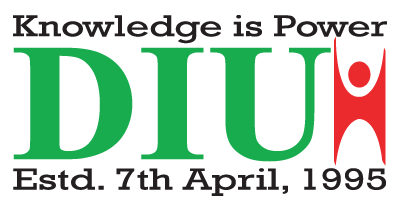 Knowledge is Power
DIU
Estd. 7th April, 1995